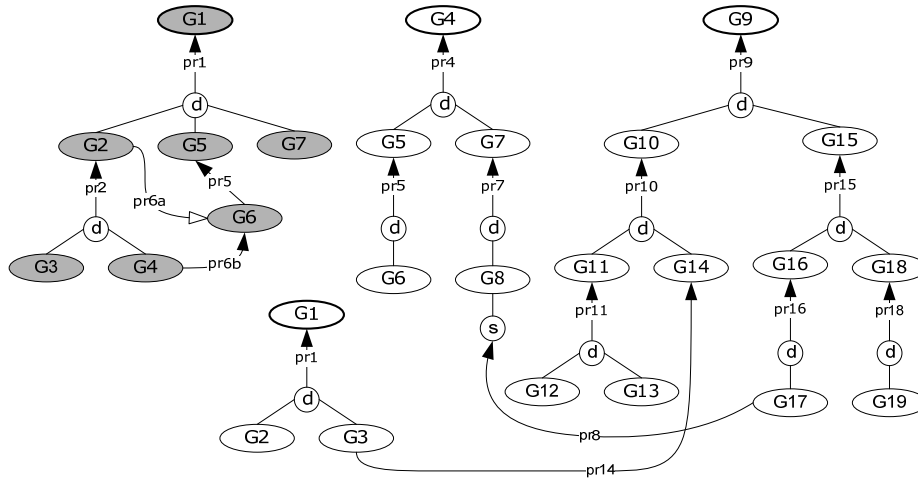 G1 G4 G9
pr1 pr4 pr9
d d d
G2 G5 G7 G5 G7 G10 G15
pr2 pr6a pr5 pr5 pr7 pr10 pr15
G6
d d d d d
G3 G4 pr6b G6 G8 G11 G14 G16 G18
G1 s pr11 pr16 pr18
pr1 d d d
G12 G13 G17 G19
d
G2 G3 pr8
pr14